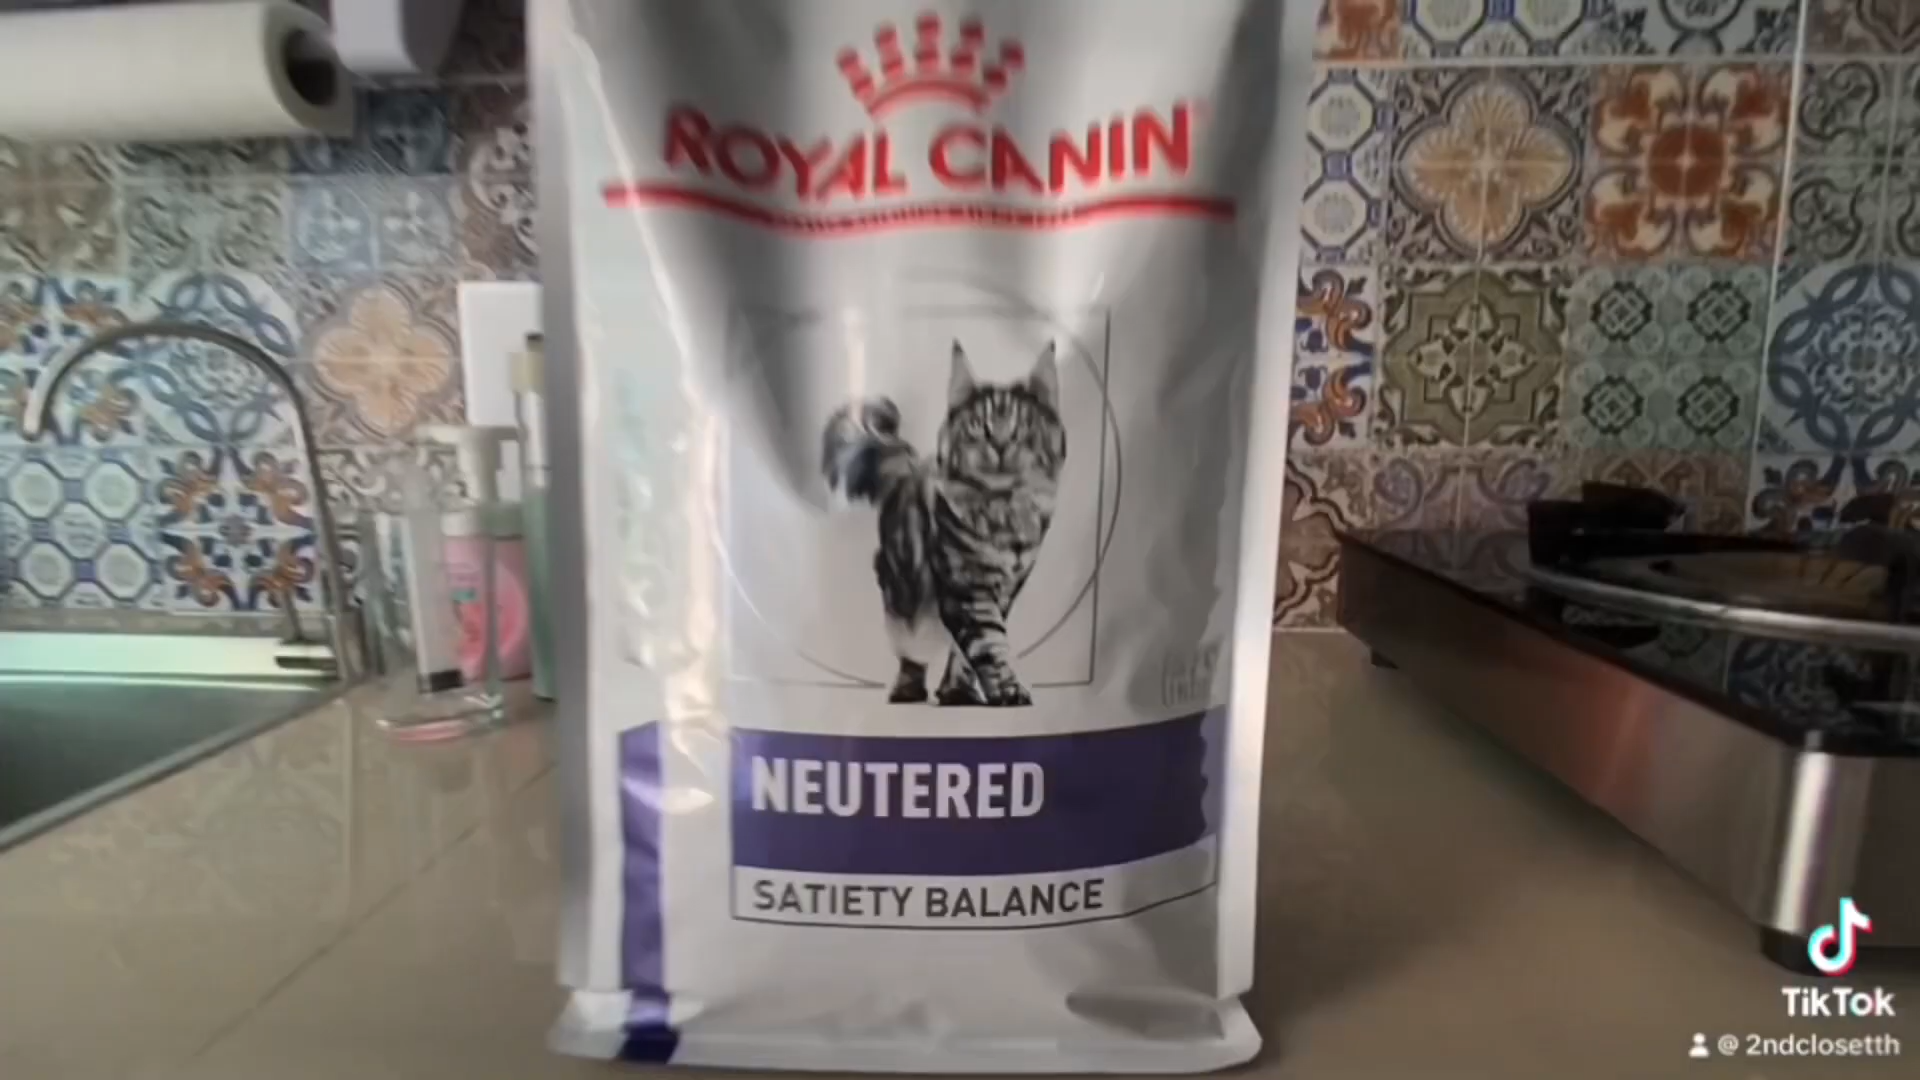 ROYAL CANIN
NEUTERED
SATIETY BALANCE
TikTok
@ 2ndclosetth